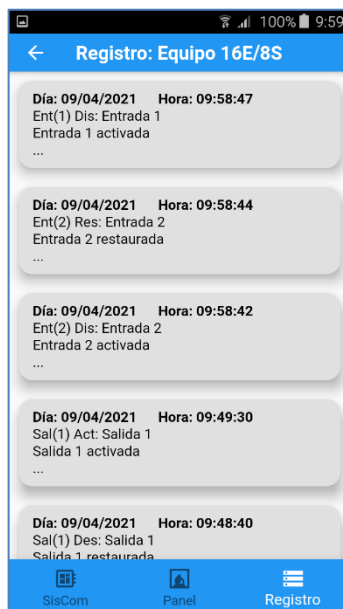 100% 9:59
Registro: Equipo 16E/8S
Día: 09/04/2021 Hora: 09:58:47
Ent(1) Dis: Entrada 1
Entrada 1 activada
...
Día: 09/04/2021 Hora: 09:58:44
Ent(2) Res: Entrada 2
Entrada 2 restaurada
...
Día: 09/04/2021 Hora: 09:58:42
Ent(2) Dis: Entrada 2
Entrada 2 activada
...
Día: 09/04/2021 Hora: 09:49:30
Sal(1) Act: Salida 1
Salida 1 activada
...
Día: 09/04/2021 Hora: 09:48:40
Sal(1) Des: Salida 1
Salida 1 restaurada
SisCom Panel Registro